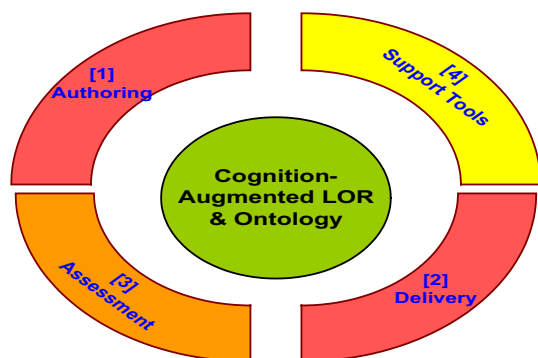 [1]
Authoring
[4]
Support Tools
Cognition-
Augmented LOR
& Ontology
[3]
Assessment
[2]
Delivery